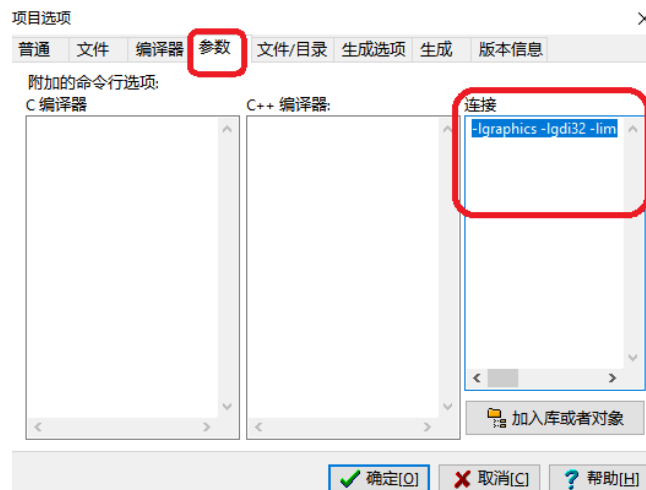 项目选项
普通 文件 编译器 参数 文件/目录 生成选项 生成 版本信息
附加的命令行选项:
C 编译器 C++ 编译器: 连接
-lgraphics -lgdi32 -lim
加入库或者对象
确定[O] 取消[C] 帮助[H]